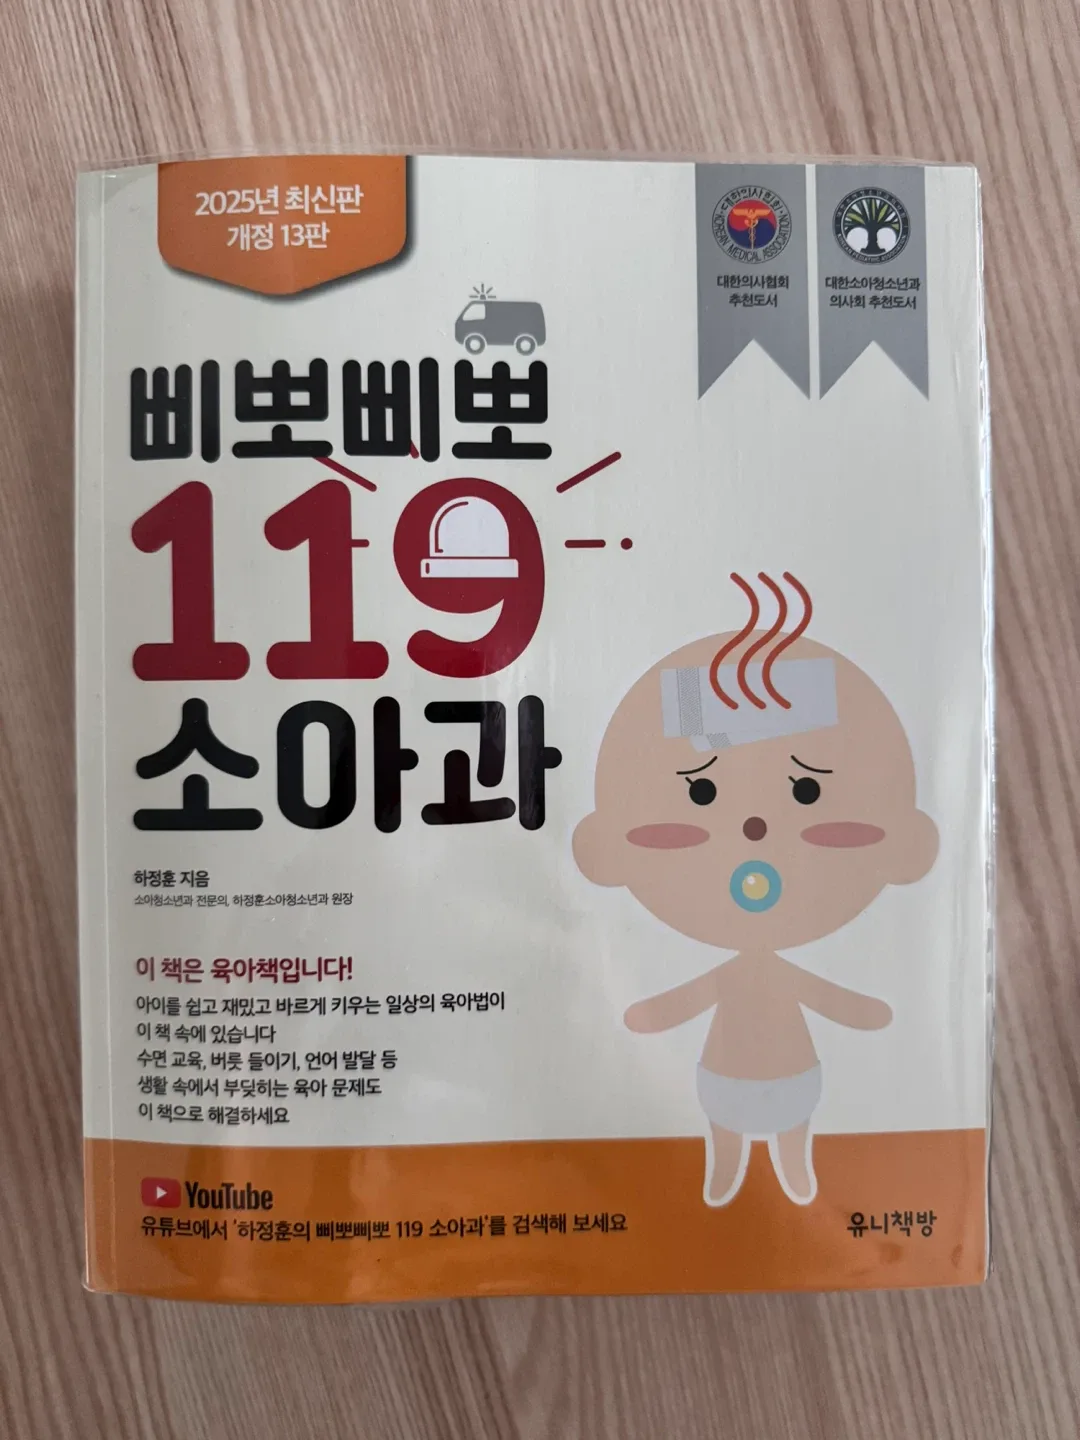 2025년 최신판
개정 13판
대한의사협회
KOREAN MEDICAL ASSOCIATION
대한의사협회
추천도서
대한소아청소년과
의사회 추천도서
삐뽀삐뽀
119
소아과
하정훈 지음
소아청소년과 전문의, 하정훈소아청소년과 원장
이 책은 육아책입니다!
아이를 쉽고 재밌고 바르게 키우는 일상의 육아법이
이 책 속에 있습니다
수면 교육, 버릇 들이기, 언어 발달 등
생활 속에서 부딪히는 육아 문제도
이 책으로 해결하세요
YouTube
유튜브에서 '하정훈의 삐뽀삐뽀 119 소아과'를 검색해 보세요
유니책방